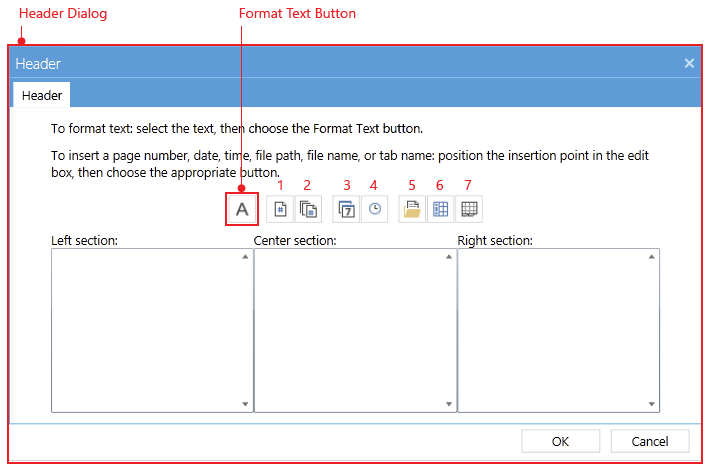 Header Dialog
Format Text Button
Header
Header
To format text: select the text, then choose the Format Text button.
To insert a page number, date, time, file path, file name, or tab name: position the insertion point in the edit
box, then choose the appropriate button.
1 2 3 4 5 6 7
A # # 7
Left section: Center section: Right section:
OK Cancel